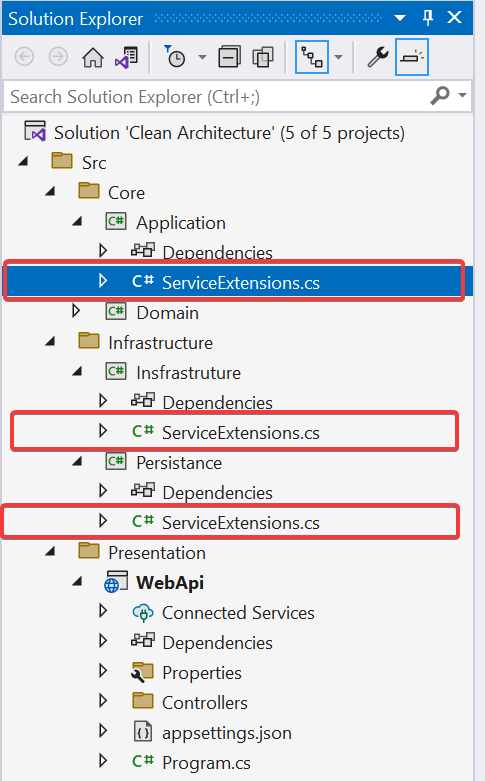 Solution Explorer
Search Solution Explorer (Ctrl+;)
Solution 'Clean Architecture' (5 of 5 projects)
Src
Core
C# Application
Dependencies
C# ServiceExtensions.cs
C# Domain
Infrastructure
C# Insfrastruture
Dependencies
C# ServiceExtensions.cs
C# Persistance
Dependencies
C# ServiceExtensions.cs
Presentation
WebApi
Connected Services
Dependencies
Properties
Controllers
appsettings.json
C# Program.cs